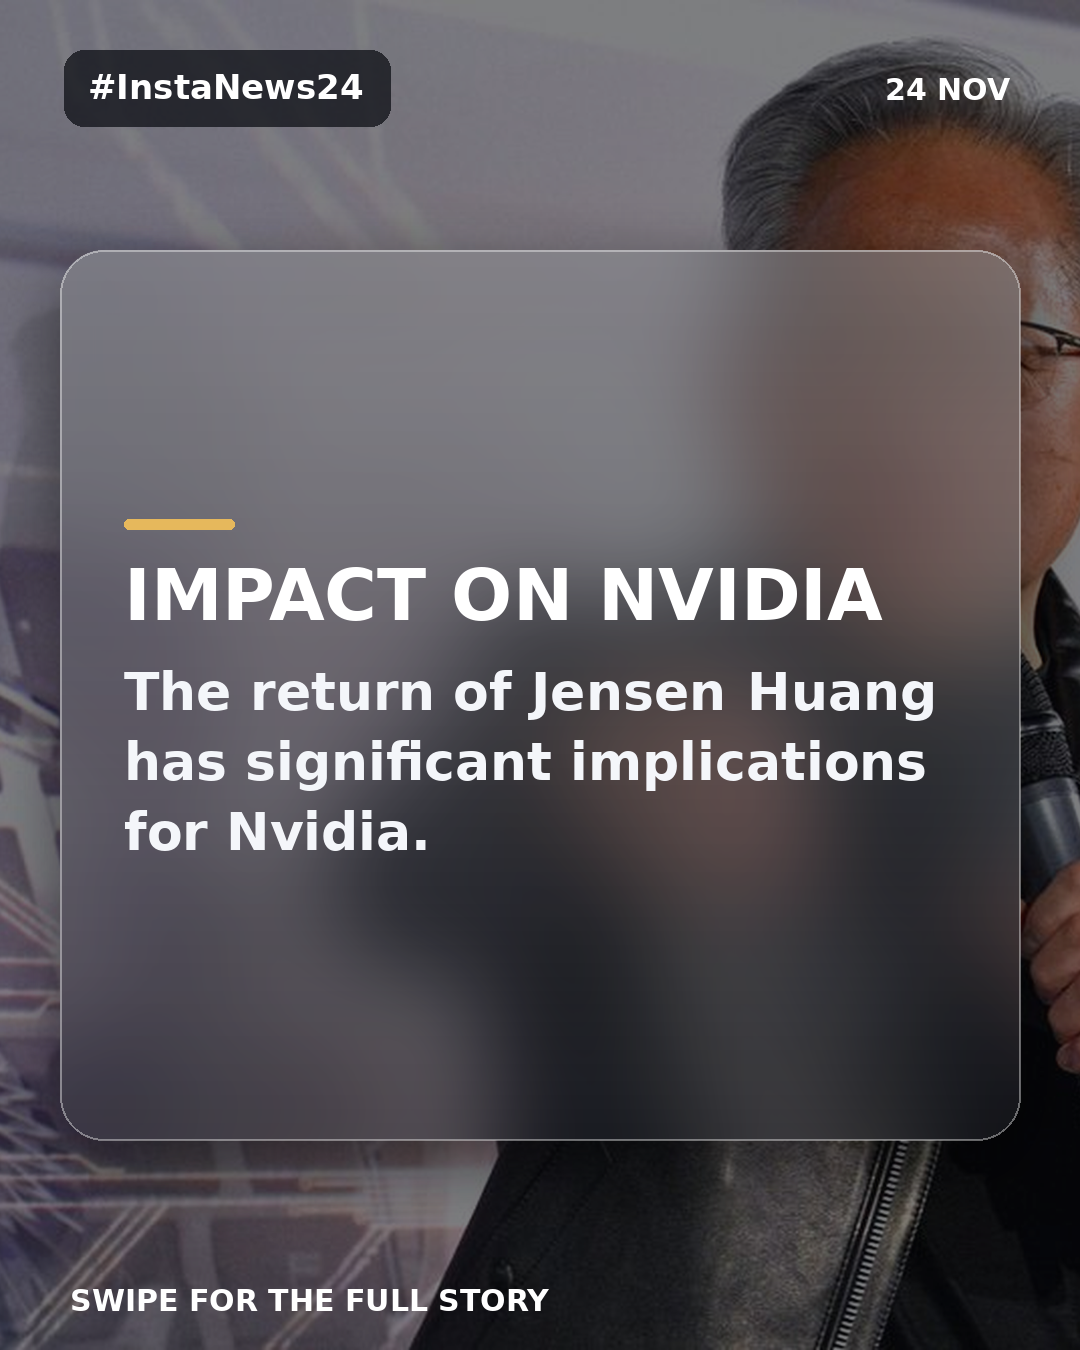 #InstaNews24
24 NOV
IMPACT ON NVIDIA
The return of Jensen Huang
has significant implications
for Nvidia.
SWIPE FOR THE FULL STORY